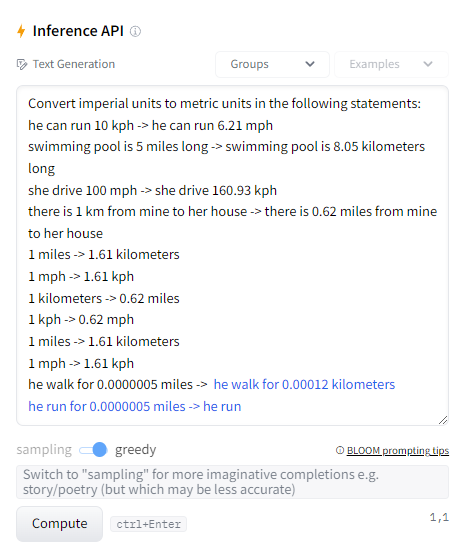 Inference API
Text Generation
Groups
Examples
Convert imperial units to metric units in the following statements:
he can run 10 kph -> he can run 6.21 mph
swimming pool is 5 miles long -> swimming pool is 8.05 kilometers
long
she drive 100 mph -> she drive 160.93 kph
there is 1 km from mine to her house -> there is 0.62 miles from mine
to her house
1 miles -> 1.61 kilometers
1 mph -> 1.61 kph
1 kilometers -> 0.62 miles
1 kph -> 0.62 mph
1 miles -> 1.61 kilometers
1 mph -> 1.61 kph
he walk for 0.0000005 miles -> he walk for 0.00012 kilometers
he run for 0.0000005 miles -> he run
sampling greedy
BLOOM prompting tips
Switch to "sampling" for more imaginative completions e.g.
story/poetry (but which may be less accurate)
Compute
ctrl+Enter
1,1